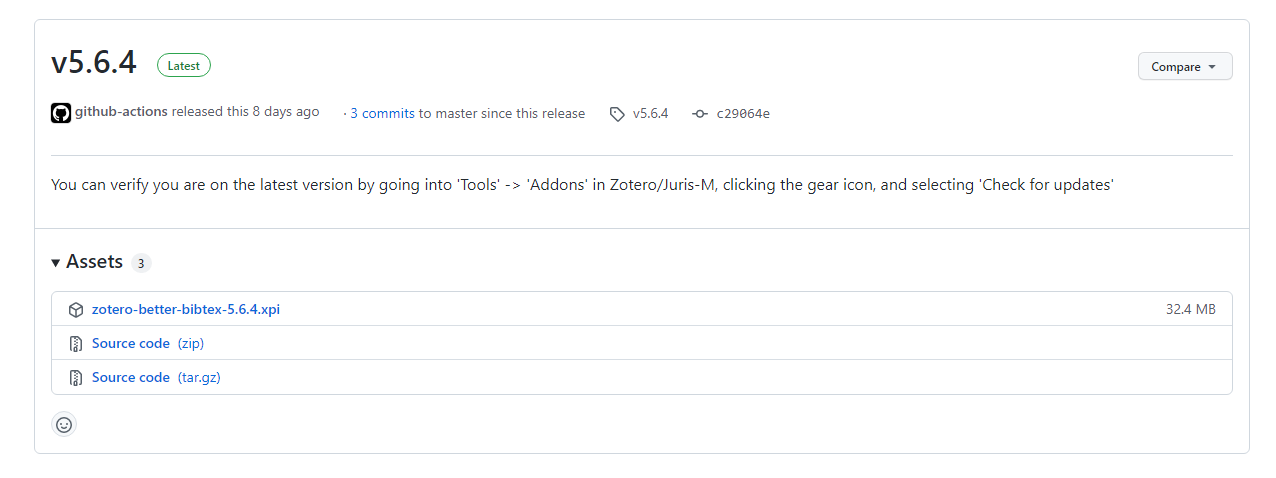 v5.6.4 Latest Compare
github-actions released this 8 days ago · 3 commits to master since this release v5.6.4 c29064e
You can verify you are on the latest version by going into 'Tools' -> 'Addons' in Zotero/Juris-M, clicking the gear icon, and selecting 'Check for updates'
Assets 3
zotero-better-bibtex-5.6.4.xpi 32.4 MB
Source code (zip)
Source code (tar.gz)